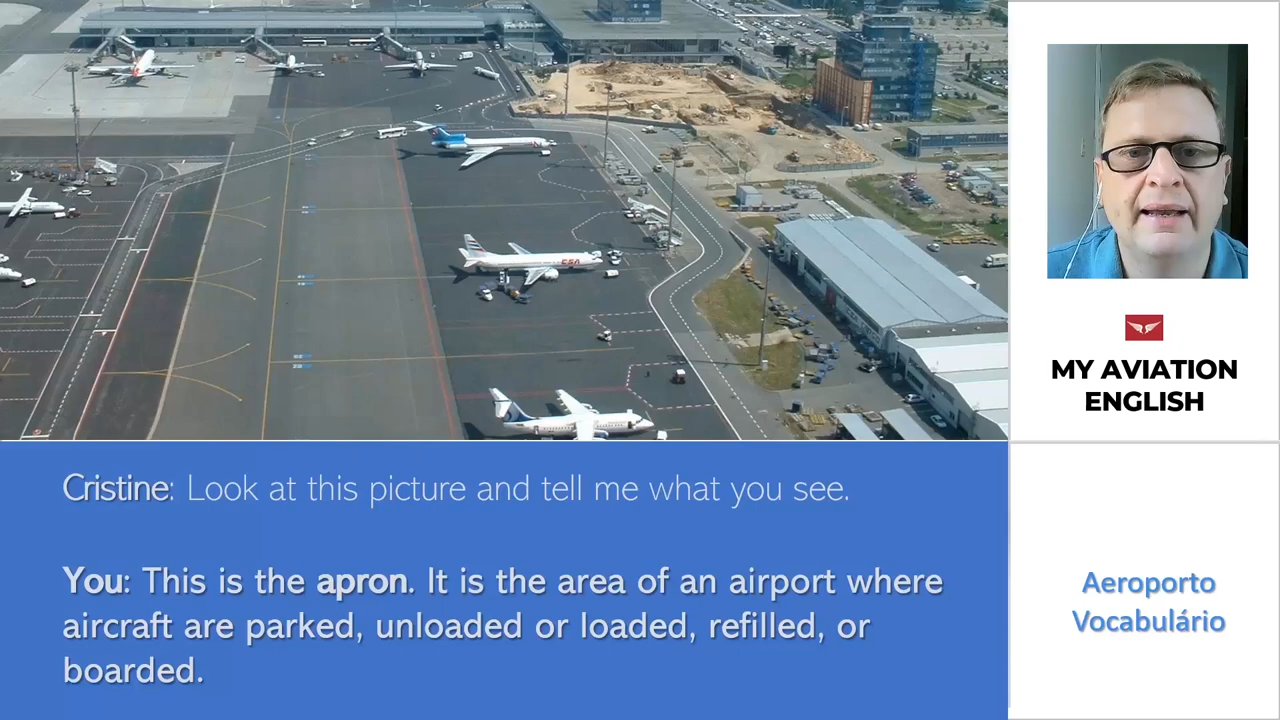 CSA
MY AVIATION
ENGLISH
Cristine: Look at this picture and tell me what you see.
You: This is the apron. It is the area of an airport where
aircraft are parked, unloaded or loaded, refilled, or
boarded.
Aeroporto
Vocabulário